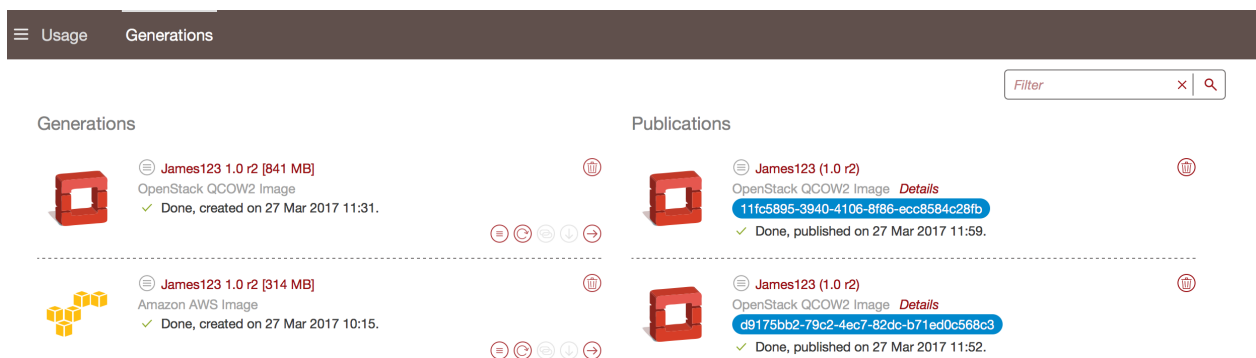 Usage Generations
Filter
Generations
James123 1.0 r2 [841 MB]
OpenStack QCOW2 Image
Done, created on 27 Mar 2017 11:31.
James123 1.0 r2 [314 MB]
Amazon AWS Image
Done, created on 27 Mar 2017 10:15.
Publications
James123 (1.0 r2)
OpenStack QCOW2 Image Details
11fc5895-3940-4106-8f86-ecc8584c28fb
Done, published on 27 Mar 2017 11:59.
James123 (1.0 r2)
OpenStack QCOW2 Image Details
d9175bb2-79c2-4ec7-82dc-b71ed0c568c3
Done, published on 27 Mar 2017 11:52.